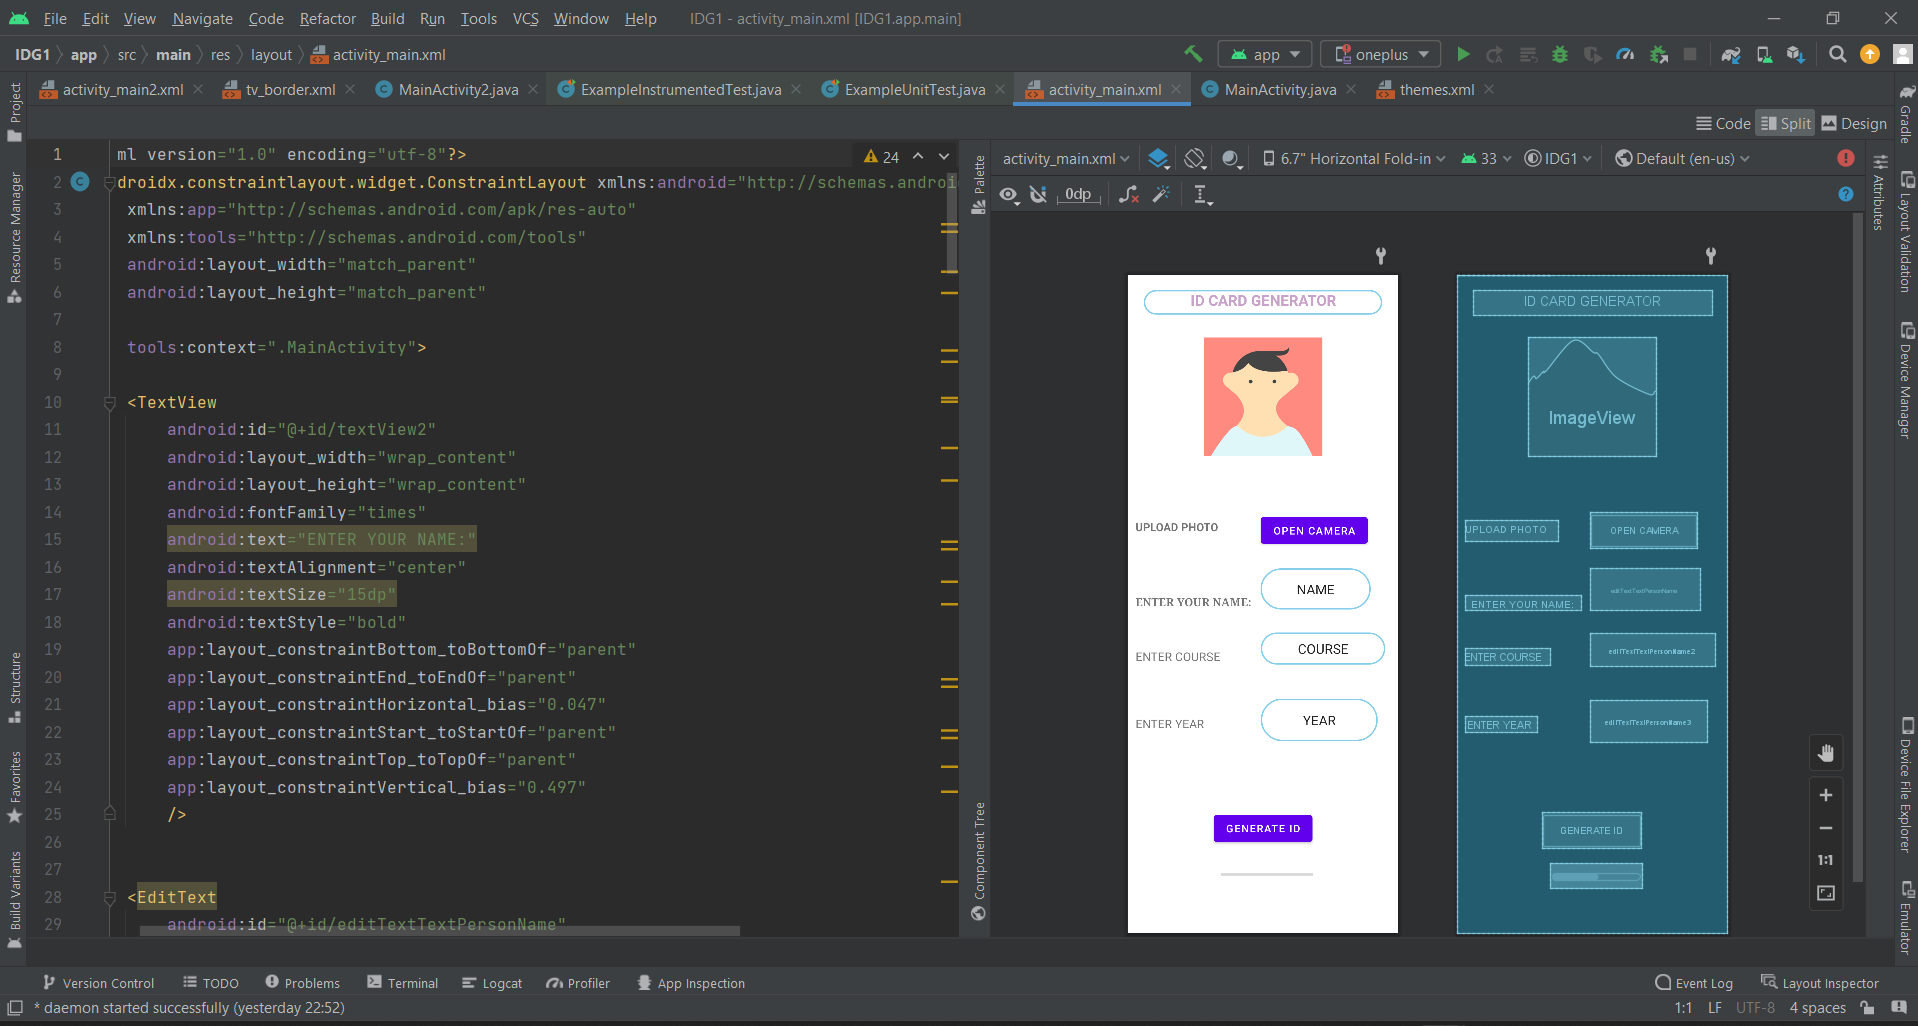 File Edit View Navigate Code Refactor Build Run Tools VCS Window Help IDG1 - activity_main.xml [IDG1.app.main]
IDG1 app src main res layout activity_main.xml app oneplus
activity_main2.xml tv_border.xml MainActivity2.java ExampleInstrumentedTest.java ExampleUnitTest.java activity_main.xml MainActivity.java themes.xml
Code Split Design
Project
Resource Manager
Structure
Favorites
Build Variants
1 ml version="1.0" encoding="utf-8"?>
24
2 droidx.constraintlayout.widget.ConstraintLayout xmlns:android="http://schemas.androi
3 xmlns:app="http://schemas.android.com/apk/res-auto"
4 xmlns:tools="http://schemas.android.com/tools"
5 android:layout_width="match_parent"
6 android:layout_height="match_parent"
7
8 tools:context=".MainActivity">
9
10 <TextView
11 android:id="@+id/textView2"
12 android:layout_width="wrap_content"
13 android:layout_height="wrap_content"
14 android:fontFamily="times"
15 android:text="ENTER YOUR NAME:"
16 android:textAlignment="center"
17 android:textSize="15dp"
18 android:textStyle="bold"
19 app:layout_constraintBottom_toBottomOf="parent"
20 app:layout_constraintEnd_toEndOf="parent"
21 app:layout_constraintHorizontal_bias="0.047"
22 app:layout_constraintStart_toStartOf="parent"
23 app:layout_constraintTop_toTopOf="parent"
24 app:layout_constraintVertical_bias="0.497"
25 />
26
27
28 <EditText
29 android:id="@+id/editTextTextPersonName"
Palette
Component Tree
activity_main.xml 6.7" Horizontal Fold-in 33 IDG1 Default (en-us)
0dp
ID CARD GENERATOR
UPLOAD PHOTO OPEN CAMERA
NAME
ENTER YOUR NAME:
COURSE
ENTER COURSE
YEAR
ENTER YEAR
GENERATE ID
ID CARD GENERATOR
ImageView
UPLOAD PHOTO OPEN CAMERA
editTextTextPersonName
ENTER YOUR NAME:
editTextTextPersonName2
ENTER COURSE
editTextTextPersonName3
ENTER YEAR
GENERATE ID
1:1
Attributes
Gradle
Layout Validation
Device Manager
Device File Explorer
Emulator
Version Control TODO Problems Terminal Logcat Profiler App Inspection Event Log Layout Inspector
* daemon started successfully (yesterday 22:52) 1:1 LF UTF-8 4 spaces